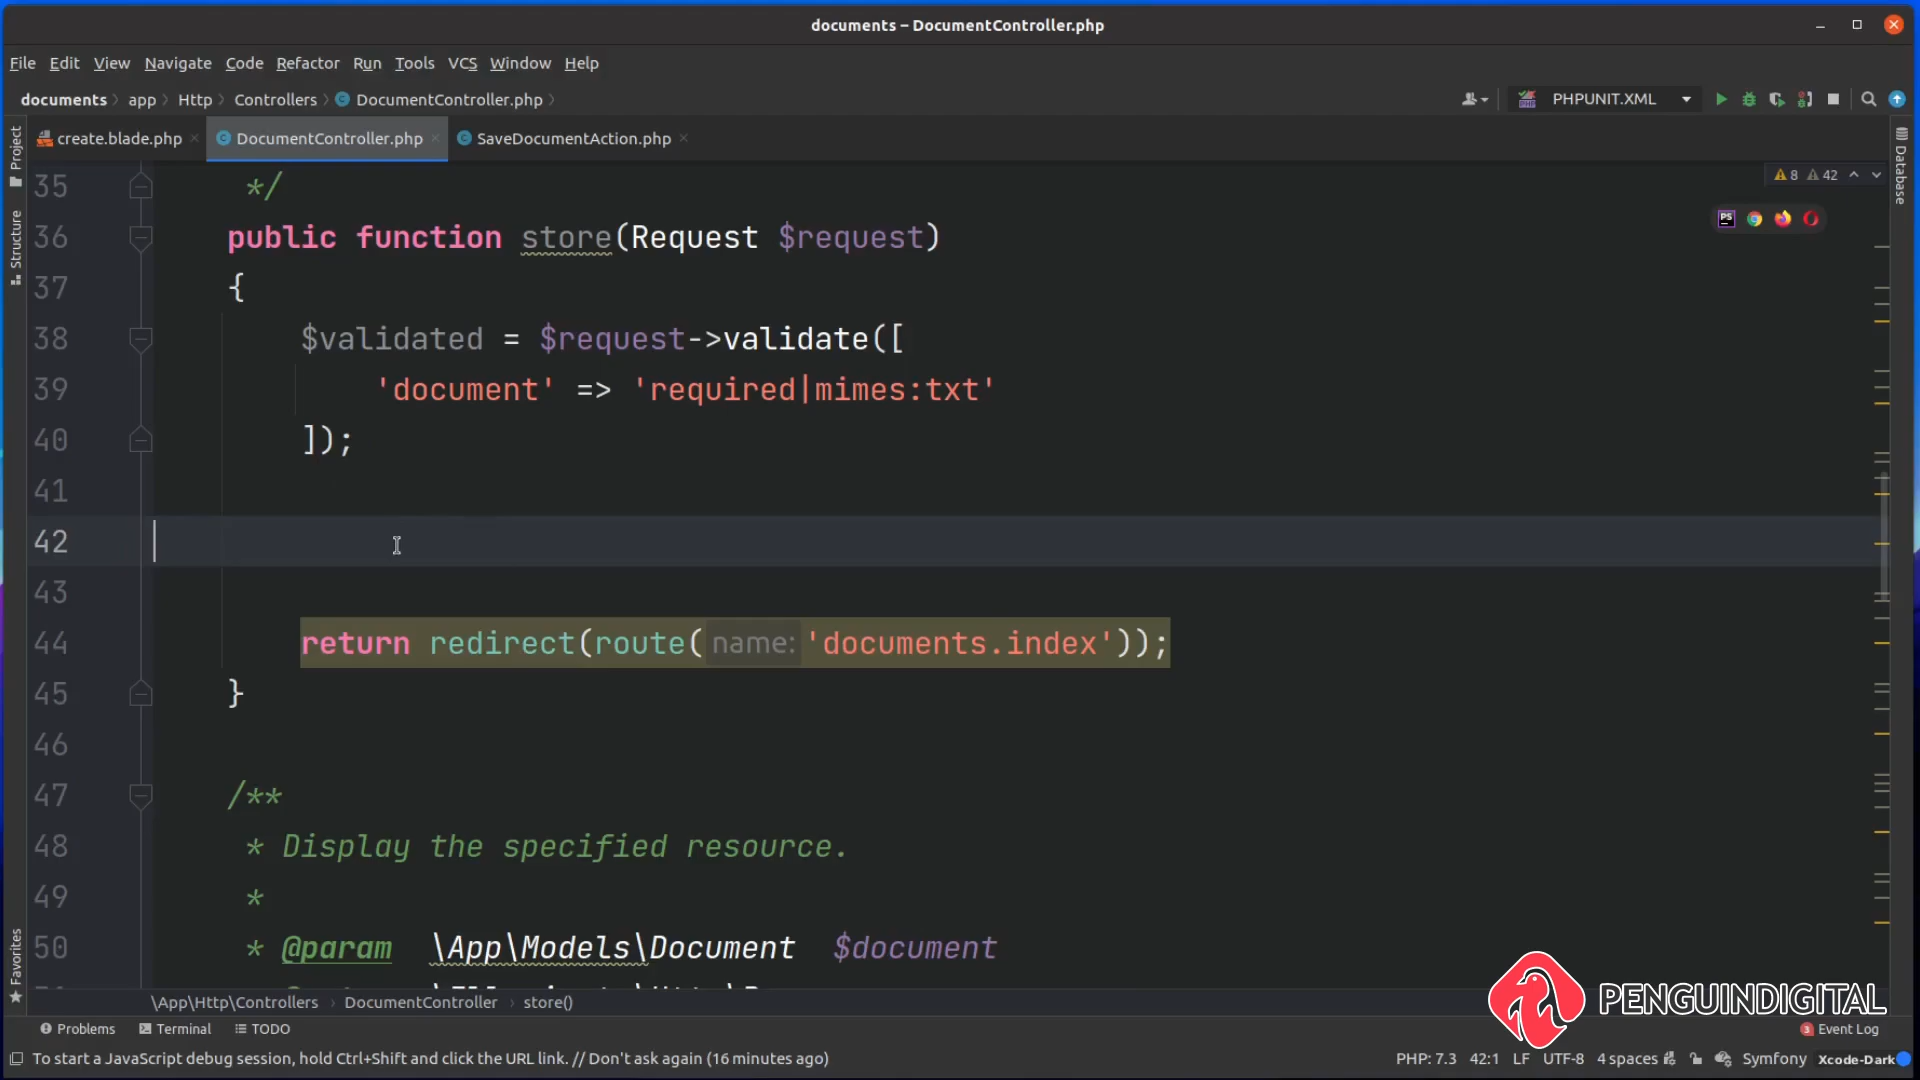 documents – DocumentController.php
File Edit View Navigate Code Refactor Run Tools VCS Window Help
documents app Http Controllers DocumentController.php
PHPUNIT.XML
create.blade.php DocumentController.php SaveDocumentAction.php
Project
Structure
Favorites
Database
8 42
35 */
36 public function store(Request $request)
37 {
38 $validated = $request->validate([
39 'document' => 'required|mimes:txt'
40 ]);
41
42
43
44 return redirect(route( name: 'documents.index'));
45 }
46
47 /**
48 * Display the specified resource.
49 *
50 * @param \App\Models\Document $document
\App\Http\Controllers DocumentController store()
PENGUINDIGITAL
Problems Terminal TODO
3 Event Log
To start a JavaScript debug session, hold Ctrl+Shift and click the URL link. // Don't ask again (16 minutes ago)
PHP: 7.3 42:1 LF UTF-8 4 spaces Symfony Xcode-Dark